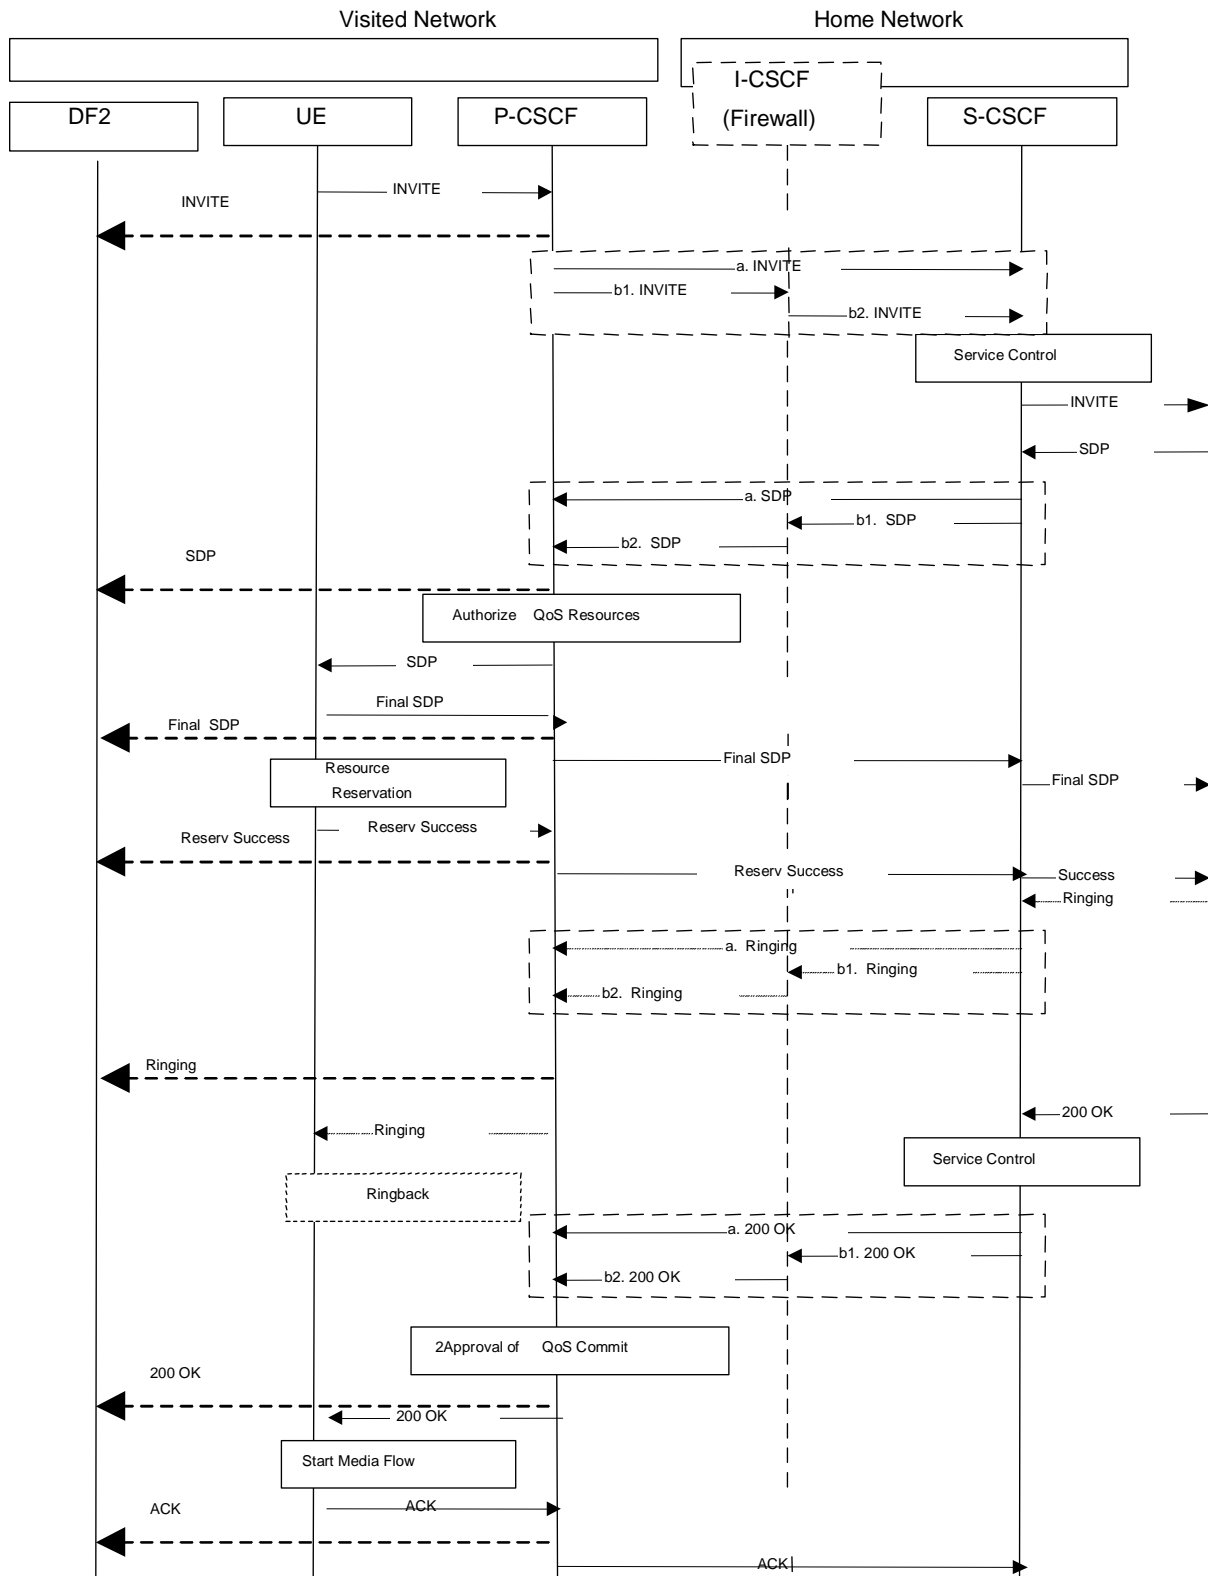 Visited Network
Home Network
DF2
UE
P-CSCF
I-CSCF
(Firewall)
S-CSCF
INVITE
INVITE
a. INVITE
b1. INVITE
b2. INVITE
Service Control
INVITE
SDP
a. SDP
b1. SDP
b2. SDP
SDP
Authorize QoS Resources
SDP
Final SDP
Final SDP
Final SDP
Resource
Reservation
Final SDP
Reserv Success
Reserv Success
Reserv Success
Success
Ringing
a. Ringing
b1. Ringing
b2. Ringing
Ringing
200 OK
Ringing
Service Control
Ringback
a. 200 OK
b1. 200 OK
b2. 200 OK
2Approval of QoS Commit
200 OK
200 OK
Start Media Flow
ACK
ACK
ACK